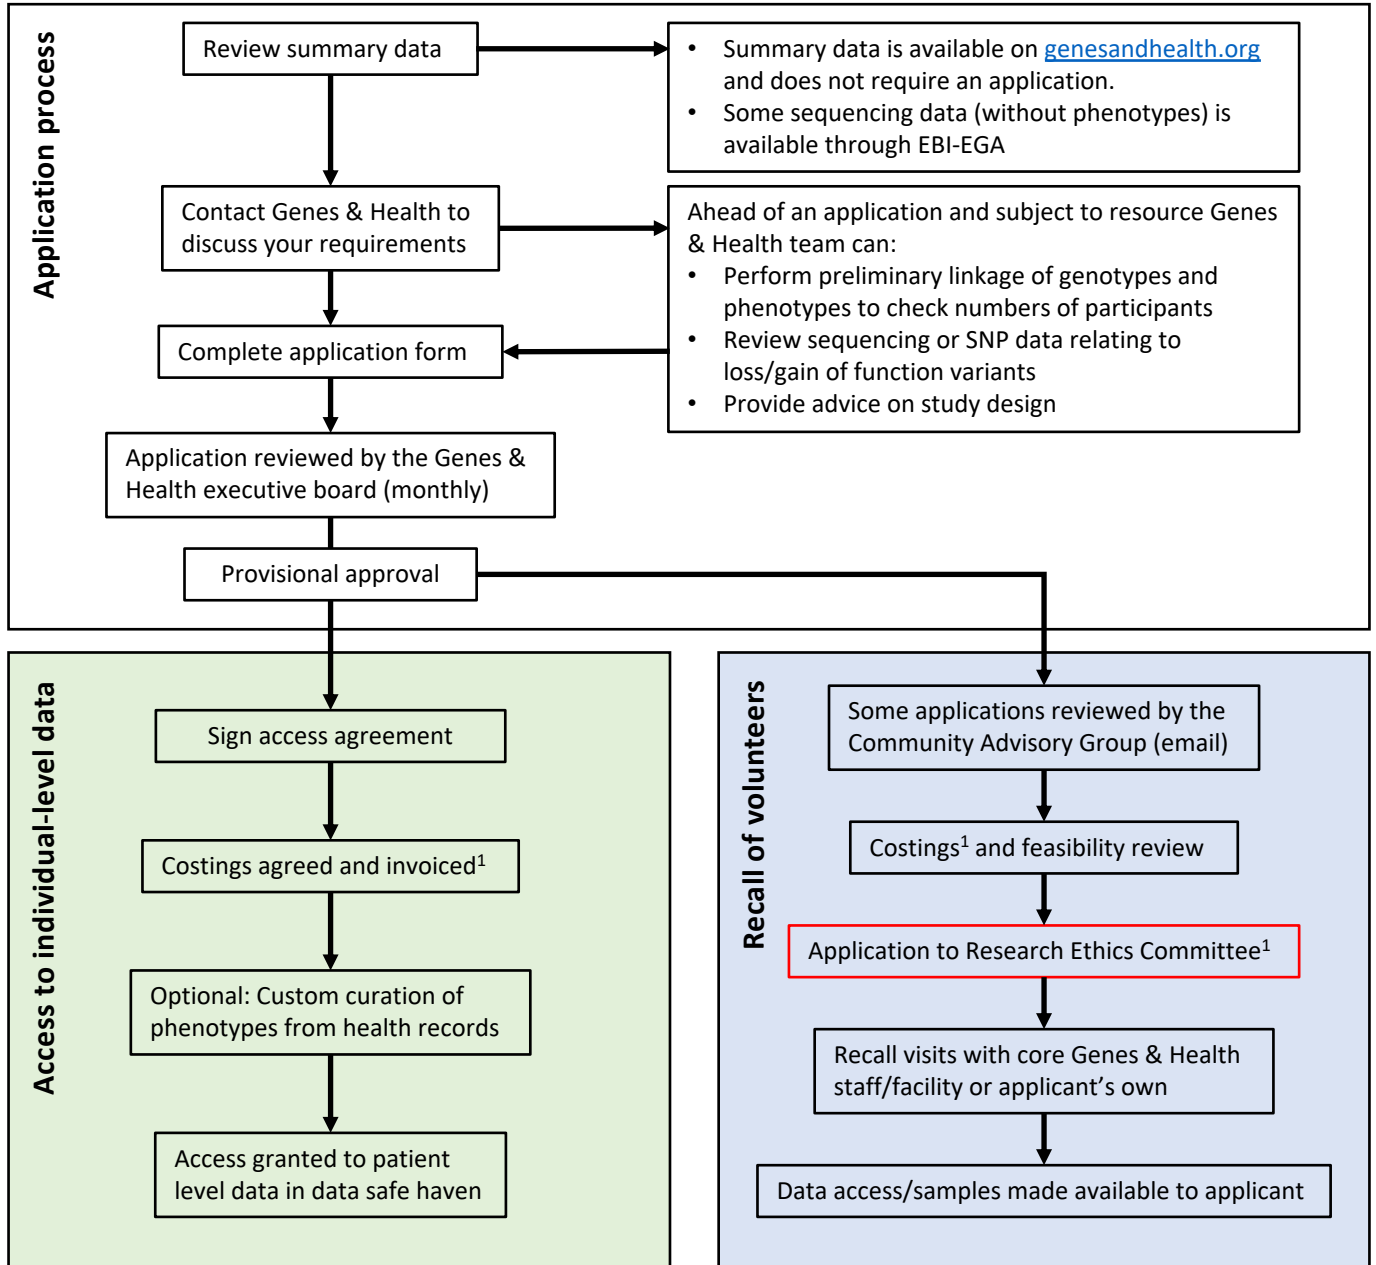 Application process
Review summary data
• Summary data is available on genesandhealth.org
and does not require an application.
• Some sequencing data (without phenotypes) is
available through EBI-EGA
Contact Genes & Health to
discuss your requirements
Ahead of an application and subject to resource Genes
& Health team can:
• Perform preliminary linkage of genotypes and
phenotypes to check numbers of participants
• Review sequencing or SNP data relating to
loss/gain of function variants
• Provide advice on study design
Complete application form
Application reviewed by the Genes &
Health executive board (monthly)
Provisional approval
Access to individual-level data
Sign access agreement
Costings agreed and invoiced¹
Optional: Custom curation of
phenotypes from health records
Access granted to patient
level data in data safe haven
Recall of volunteers
Some applications reviewed by the
Community Advisory Group (email)
Costings¹ and feasibility review
Application to Research Ethics Committee¹
Recall visits with core Genes & Health
staff/facility or applicant’s own
Data access/samples made available to applicant